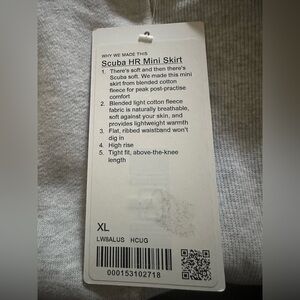 WHY WE MADE THIS
Scuba HR Mini Skirt
1. There's soft and then there's
Scuba soft. We made this mini
skirt from blended cotton
fleece for peak post-practise
comfort
2. Blended light cotton fleece
fabric is naturally breathable,
soft against your skin, and
provides lightweight warmth
3. Flat, ribbed waistband won't
dig in
4. High rise
5. Tight fit, above-the-knee
length
XL
LW8ALUS HCUG
000153102718